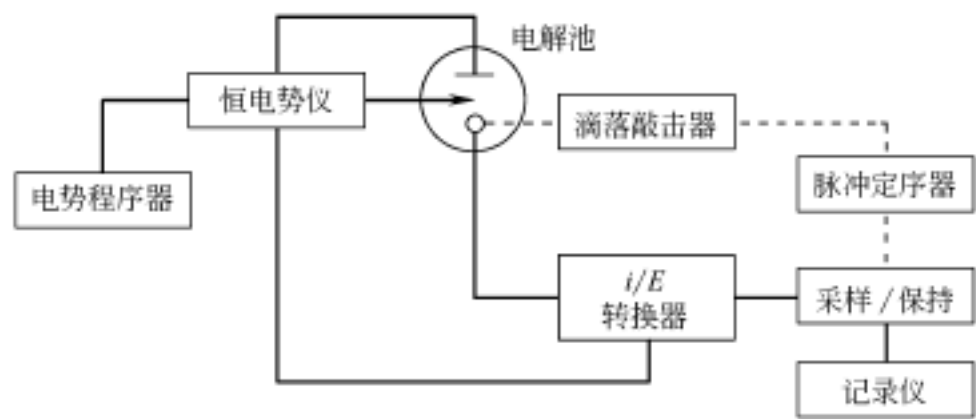 电解池
恒电势仪
滴落敲击器
电势程序器
脉冲定序器
i/E
转换器
采样/保持
记录仪